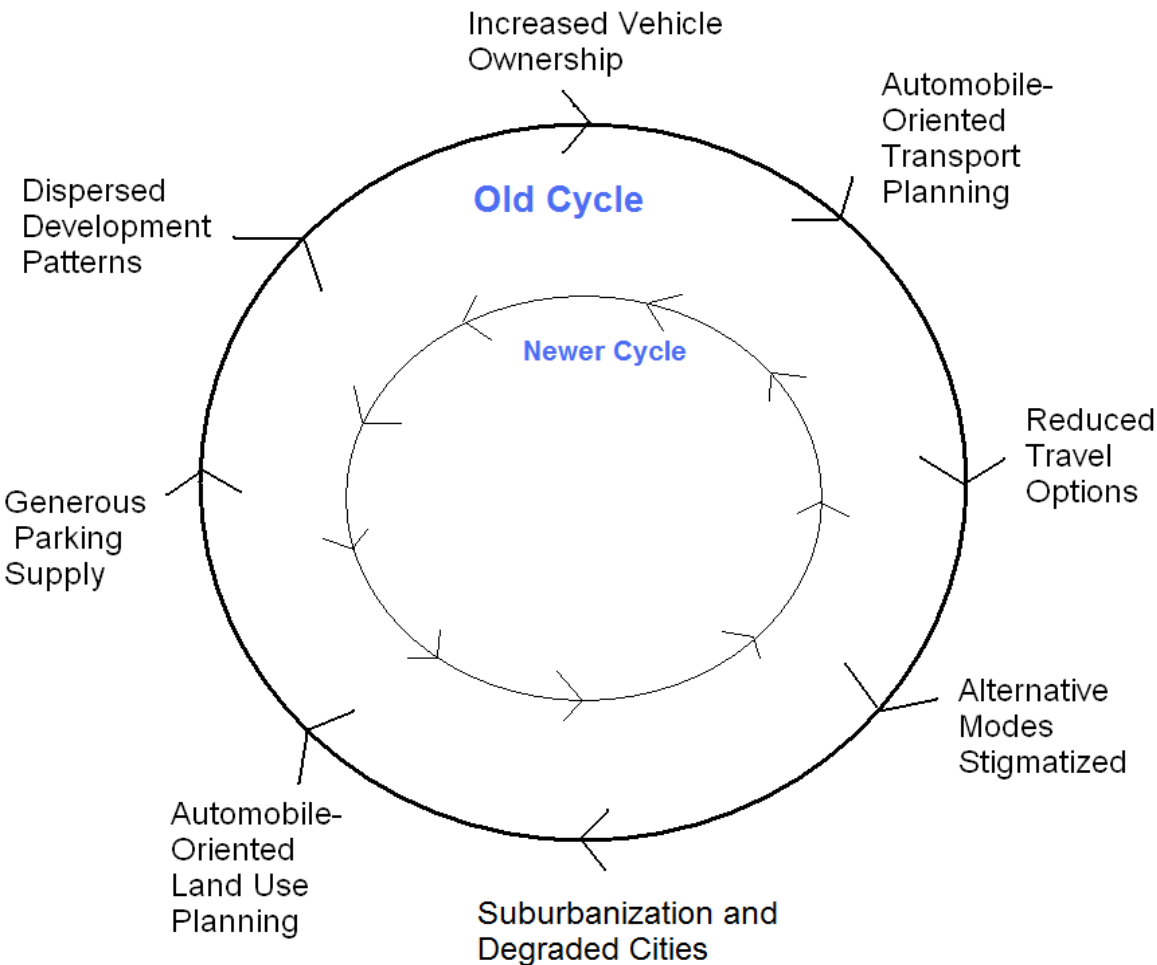 Increased Vehicle
Ownership
Automobile-
Oriented
Transport
Planning
Old Cycle
Dispersed
Development
Patterns
Newer Cycle
Reduced
Travel
Options
Generous
Parking
Supply
Alternative
Modes
Stigmatized
Automobile-
Oriented
Land Use
Planning
Suburbanization and
Degraded Cities